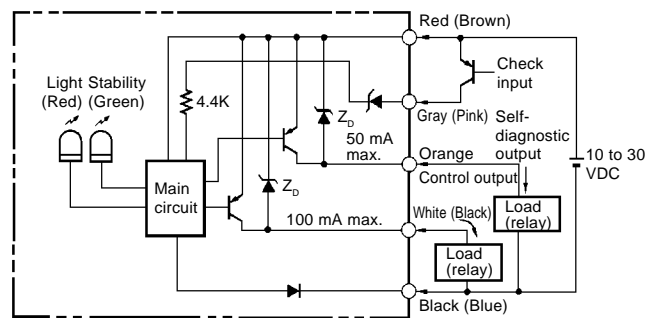 Red (Brown)
Light Stability
(Red) (Green)
Check
input
4.4K
Gray (Pink)
Self-
diagnostic
output
ZD
50 mA
max.
Orange
Control output
10 to 30
VDC
Main
circuit
ZD
100 mA max.
White (Black)
Load
(relay)
Load
(relay)
Black (Blue)